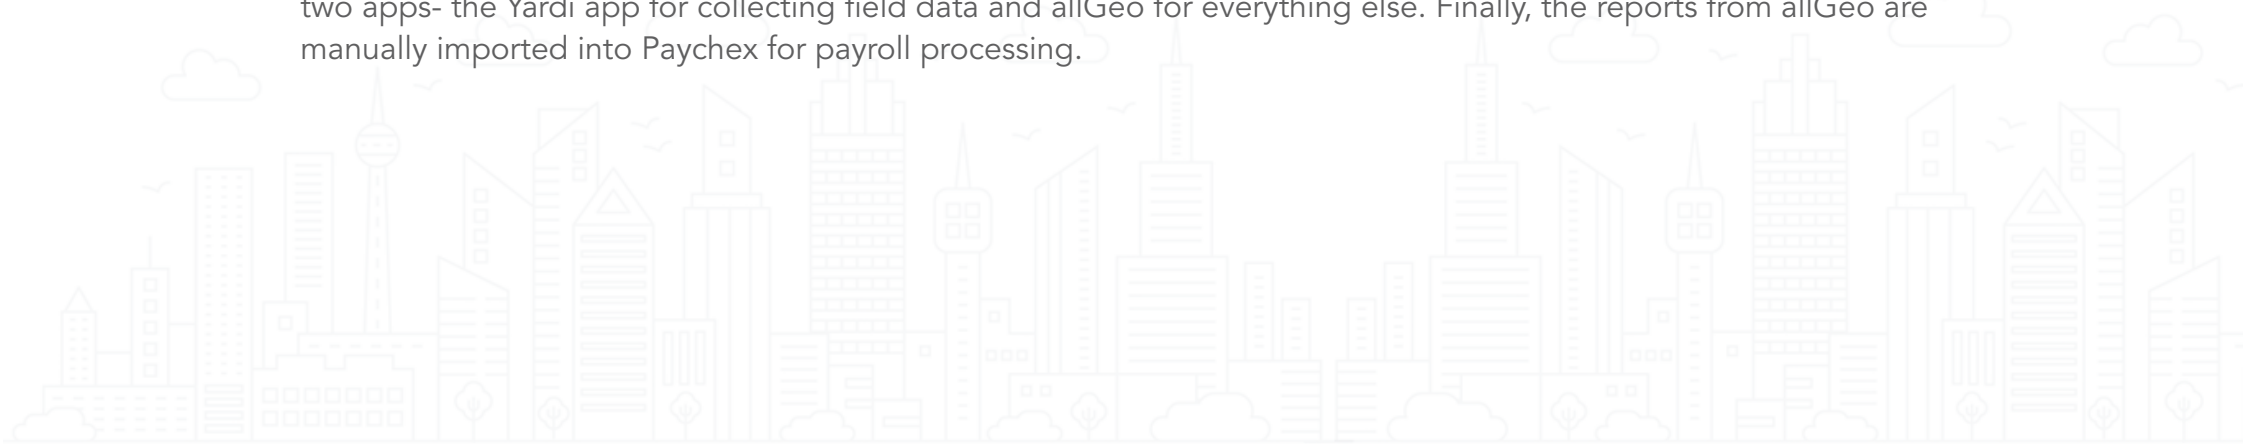 two apps- the Yardi app for collecting field data and allGeo for everything else. Finally, the reports from allGeo are
manually imported into Paychex for payroll processing.